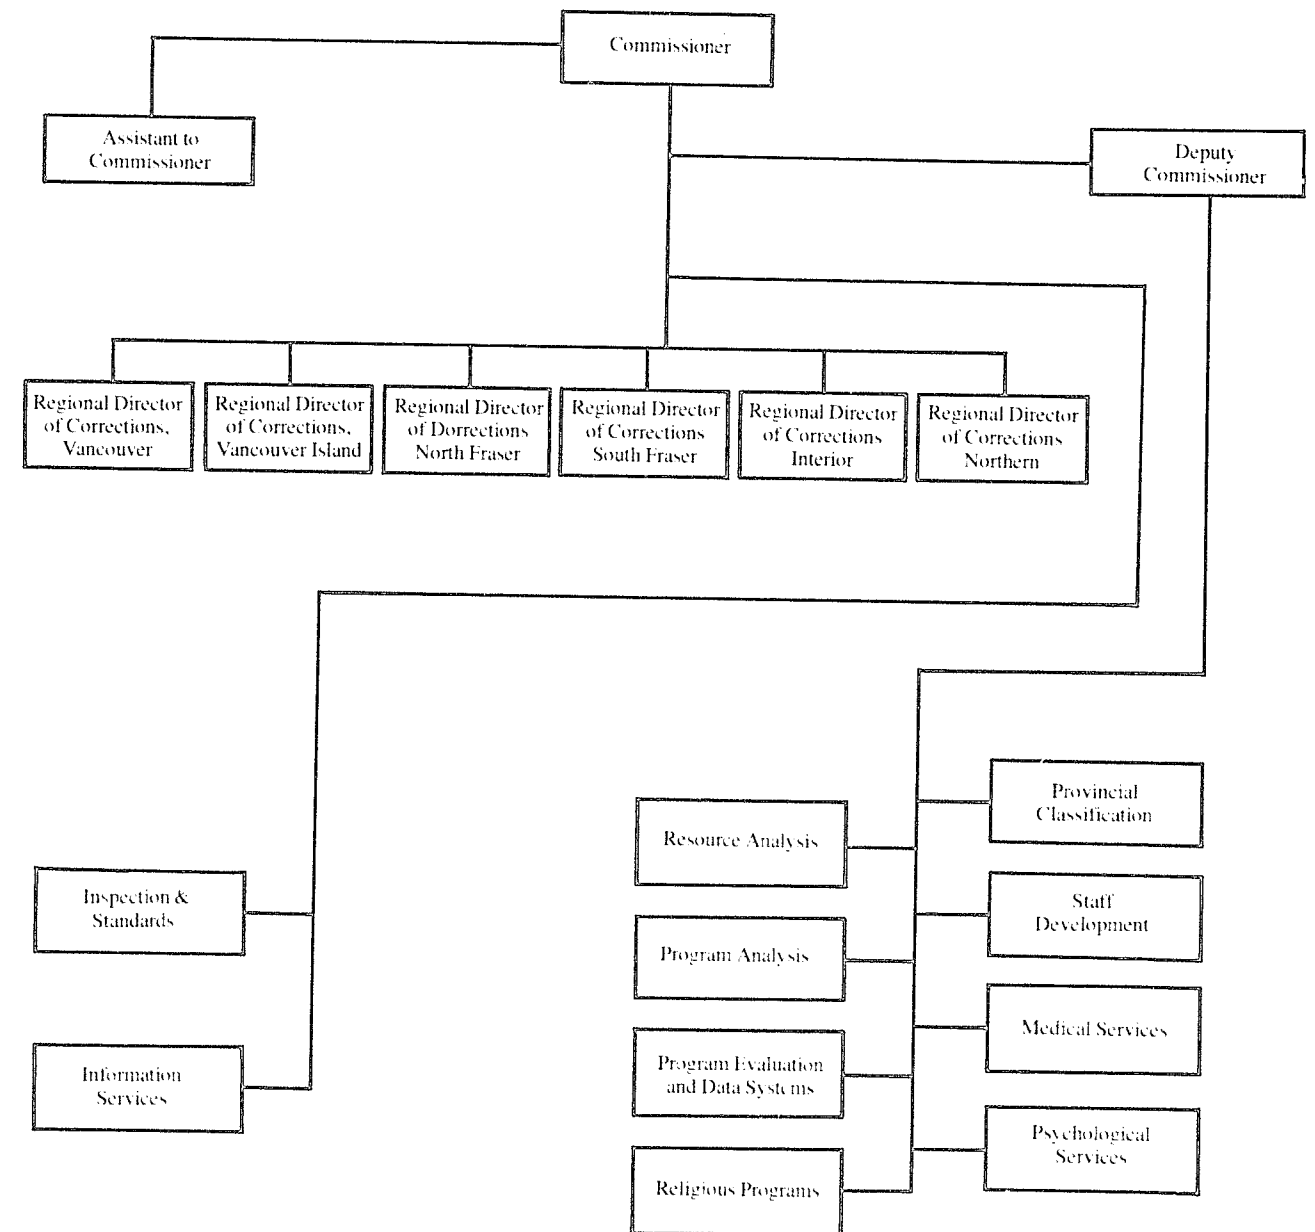 Commissioner
Assistant to
Commissioner
Deputy
Commissioner
Regional Director
of Corrections,
Vancouver
Regional Director
of Corrections,
Vancouver Island
Regional Director
of Dorrections
North Fraser
Regional Director
of Corrections
South Fraser
Regional Director
of Corrections
Interior
Regional Director
of Corrections
Northern
Inspection &
Standards
Information
Services
Resource Analysis
Program Analysis
Program Evaluation
and Data Systems
Religious Programs
Provincial
Classification
Staff
Development
Medical Services
Psychological
Services